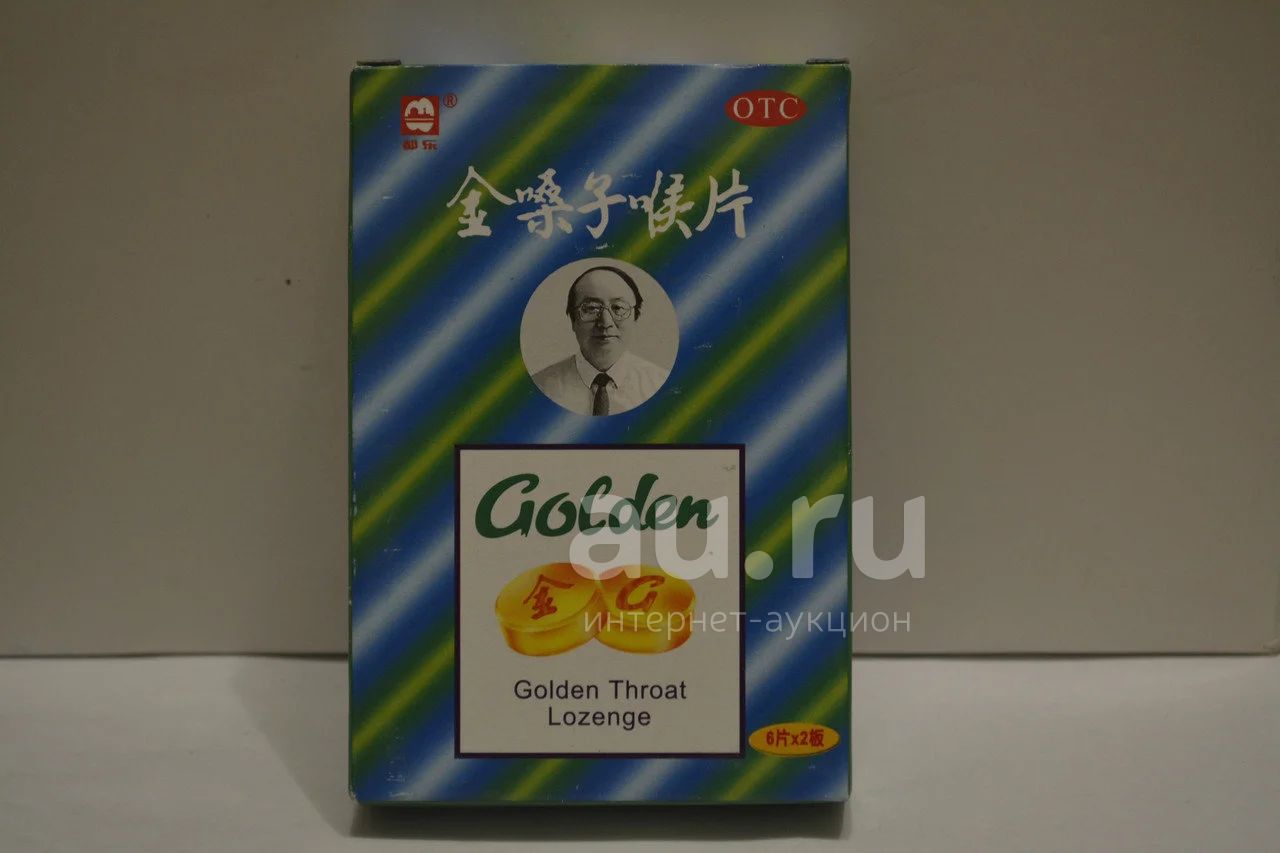 ®
OTC
都乐
金嗓子喉片
Golden
au.ru
金 G
интернет-аукцион
Golden Throat
Lozenge
6片x2板